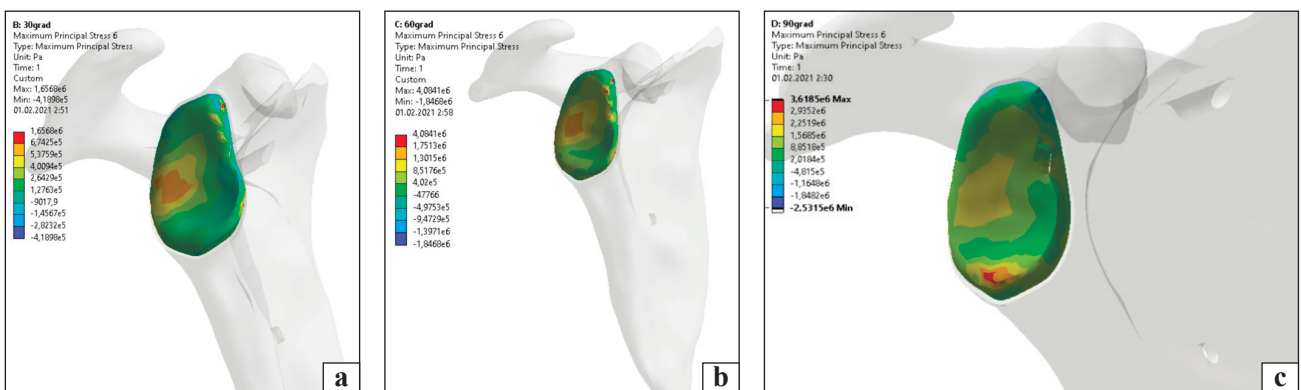 B: 30grad
Maximum Principal Stress 6
Type: Maximum Principal Stress
Unit: Pa
Time: 1
Custom
Max: 1,6568e6
Min: -4,1898e5
01.02.2021 2:51
1,6568e6
6,7425e5
5,3759e5
4,0094e5
2,6429e5
1,2763e5
-9017,9
-1,4567e5
-2,8232e5
-4,1898e5
a
C: 60grad
Maximum Principal Stress 6
Type: Maximum Principal Stress
Unit: Pa
Time: 1
Custom
Max: 4,0841e6
Min: -1,8468e6
01.02.2021 2:58
4,0841e6
1,7513e6
1,3015e6
8,5176e5
4,02e5
-47766
-4,9753e5
-9,4729e5
-1,3971e6
-1,8468e6
b
D: 90grad
Maximum Principal Stress 6
Type: Maximum Principal Stress
Unit: Pa
Time: 1
01.02.2021 2:30
3,6185e6 Max
2,9352e6
2,2519e6
1,5685e6
8,8518e5
2,0184e5
-4,815e5
-1,1648e6
-1,8482e6
-2,5315e6 Min
c